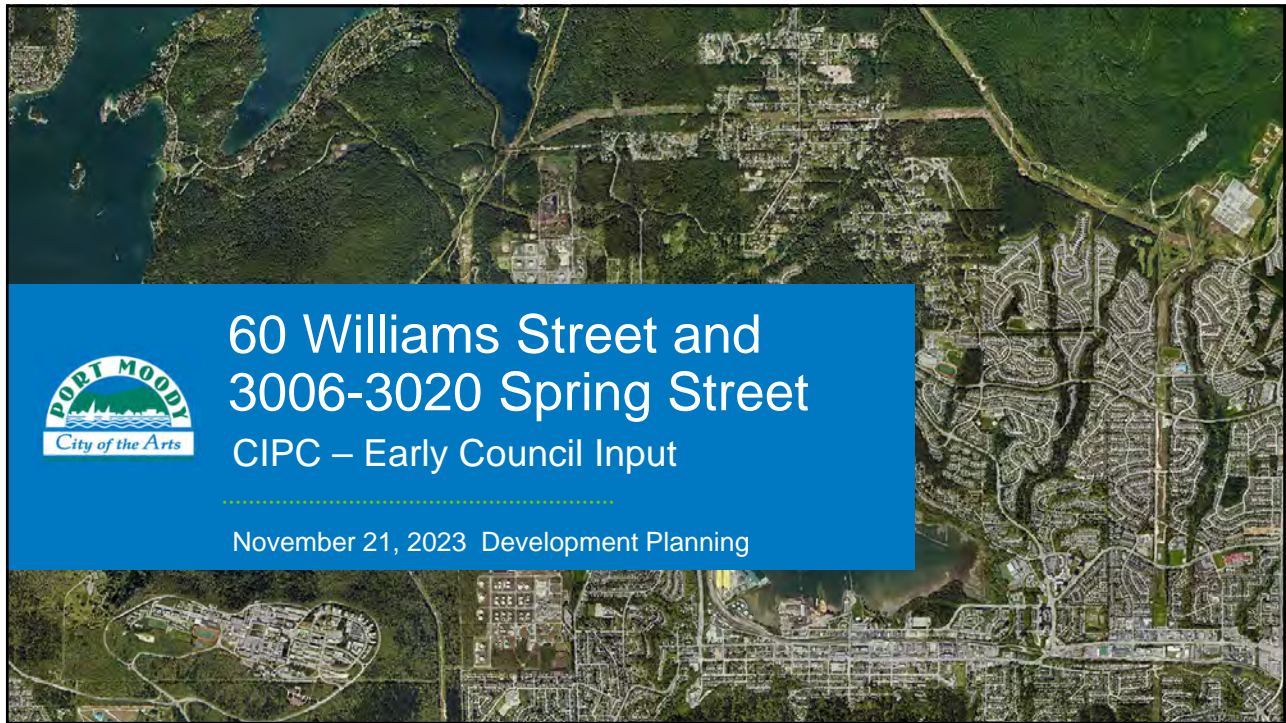 PORT MOODY
City of the Arts
60 Williams Street and
3006-3020 Spring Street
CIPC – Early Council Input
November 21, 2023 Development Planning